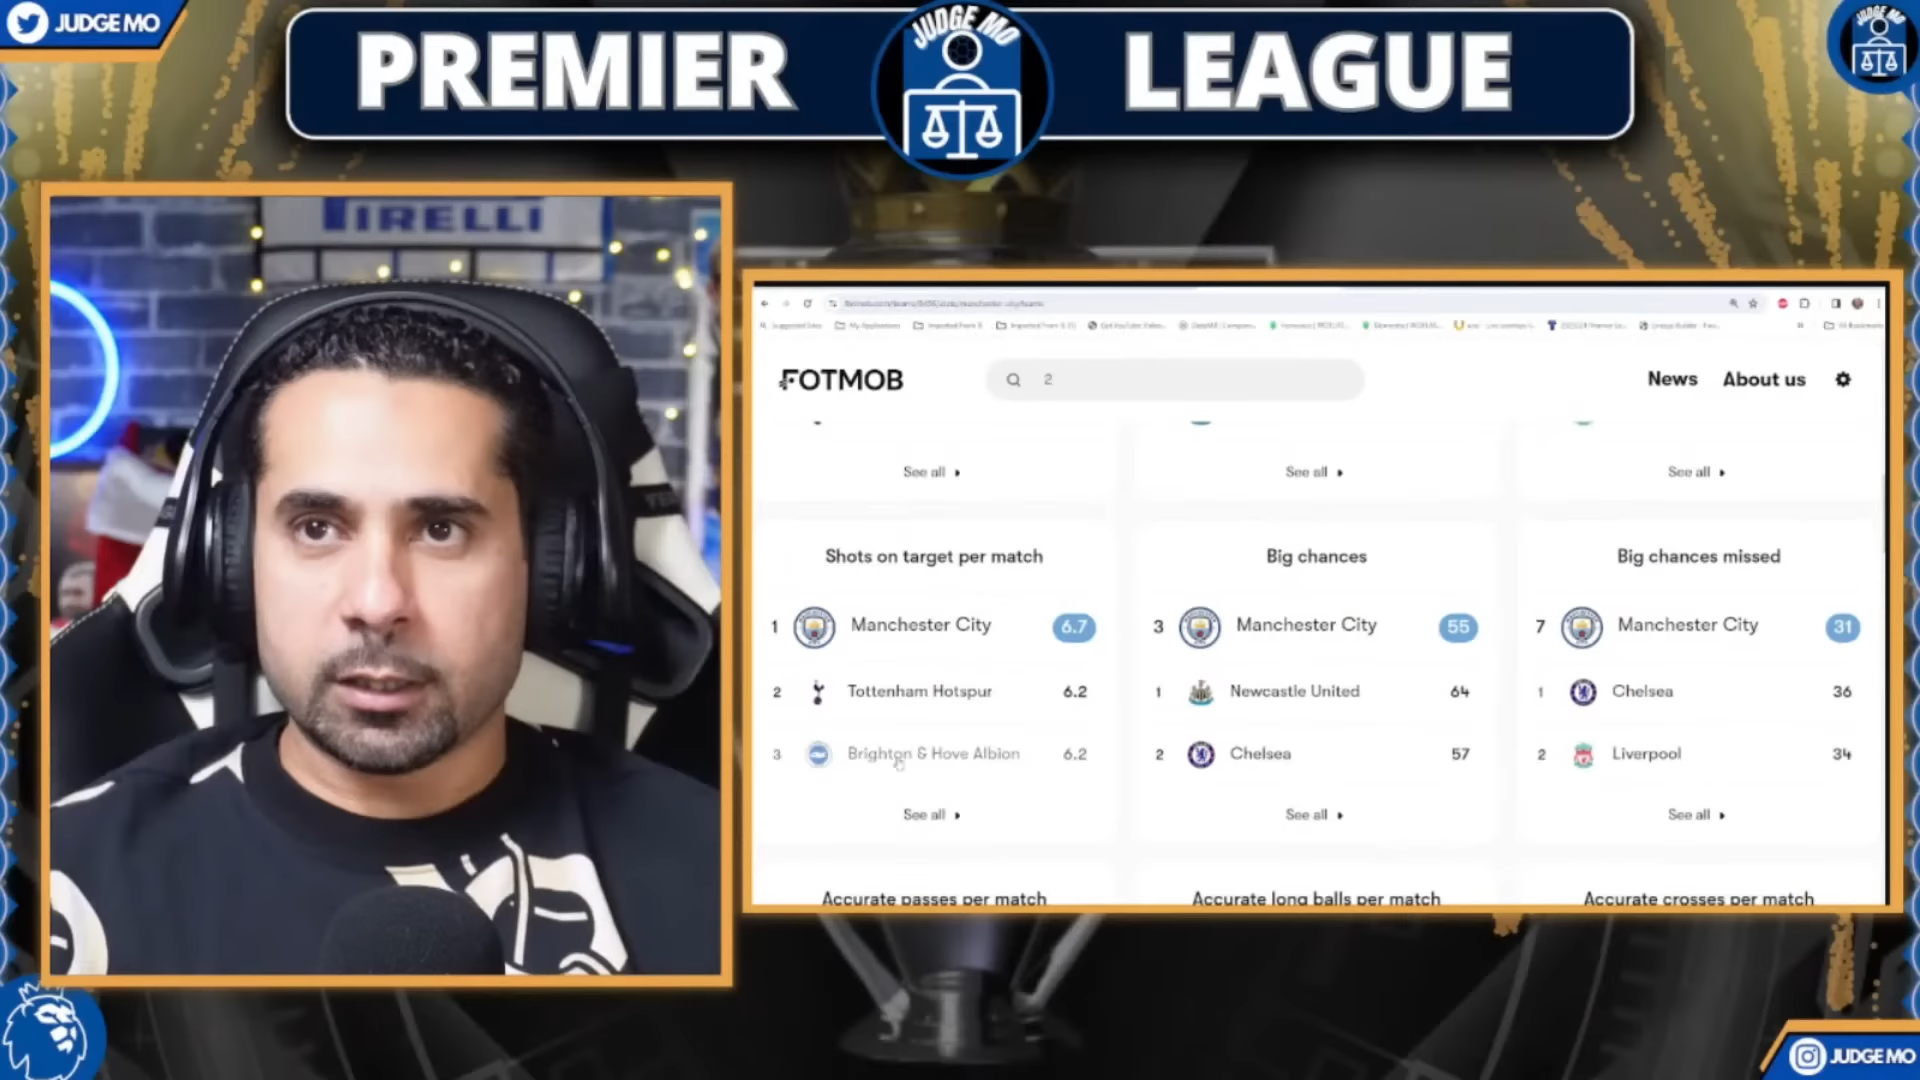 JUDGE MO
PREMIER
JUDGE MO
LEAGUE
JUDGE MO
PIRELLI
FOTMOB
2
News
About us
See all
See all
See all
Shots on target per match
1 Manchester City 6.7
2 Tottenham Hotspur 6.2
3 Brighton & Hove Albion 6.2
See all
Big chances
3 Manchester City 55
1 Newcastle United 64
2 Chelsea 57
See all
Big chances missed
7 Manchester City 31
1 Chelsea 36
2 Liverpool 34
See all
Accurate passes per match
Accurate long balls per match
Accurate crosses per match
JUDGE MO